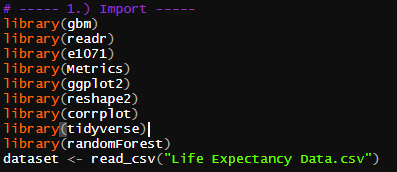 # ----- 1.) Import -----
library(gbm)
library(readr)
library(e1071)
library(Metrics)
library(ggplot2)
library(reshape2)
library(corrplot)
library(tidyverse)
library(randomForest)
dataset <- read_csv("Life Expectancy Data.csv")